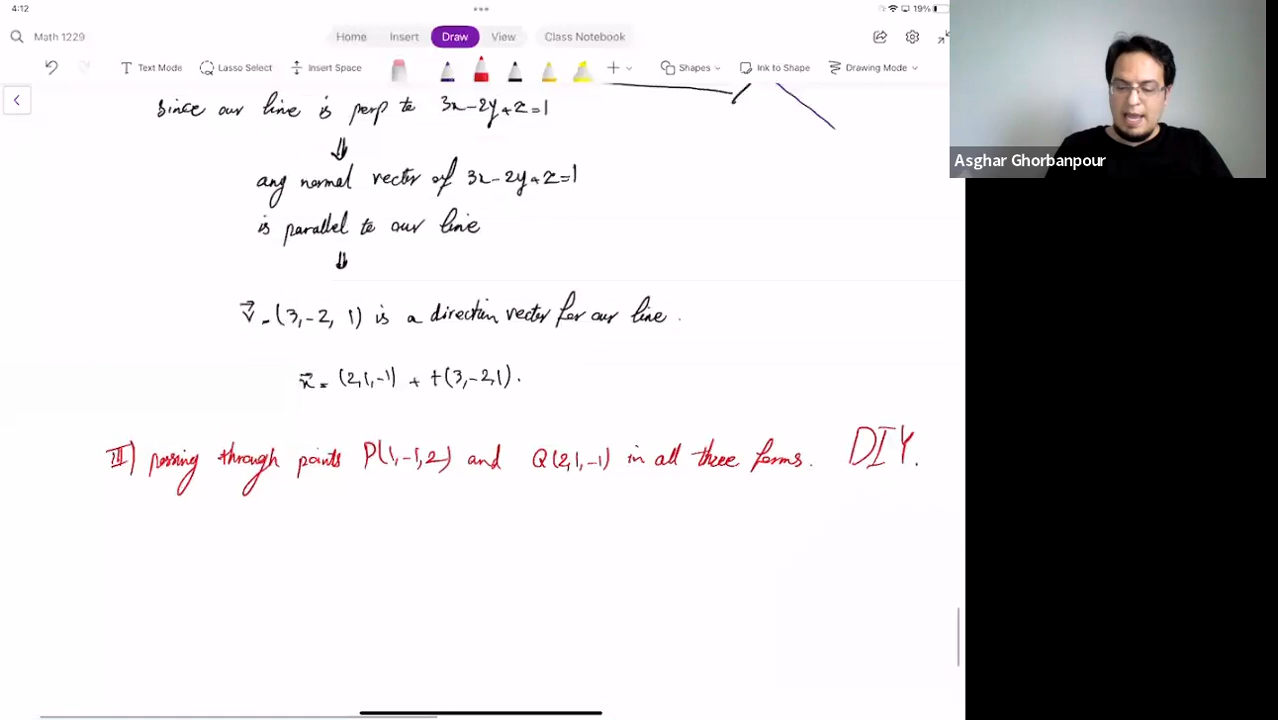 4:12
19%
Math 1229
Home Insert Draw View Class Notebook
Text Mode Lasso Select Insert Space Shapes Ink to Shape Drawing Mode
since our line is perp to 3x-2y+z=1
⇓
any normal vector of 3x-2y+z=1
is parallel to our line
⇓
v⃗=(3,-2, 1) is a direction vector for our line.
x⃗=(2,1,-1) + t(3,-2,1).
III) passing through points P(1,-1,2) and Q(2,1,-1) in all three forms. DIY.
Asghar Ghorbanpour